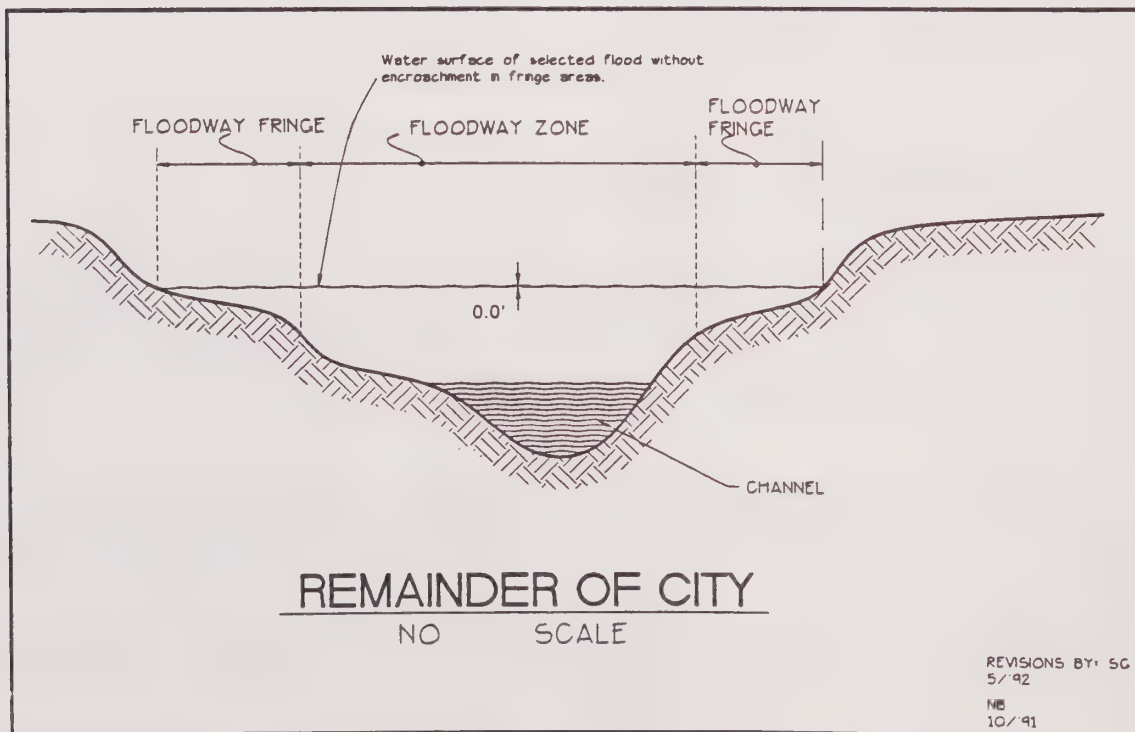 Water surface of selected flood without
encroachment in fringe areas.
FLOODWAY FRINGE
FLOODWAY ZONE
FLOODWAY
FRINGE
0.0'
CHANNEL
REMAINDER OF CITY
NO SCALE
REVISIONS BY: SG
5/'92
NB
10/'91